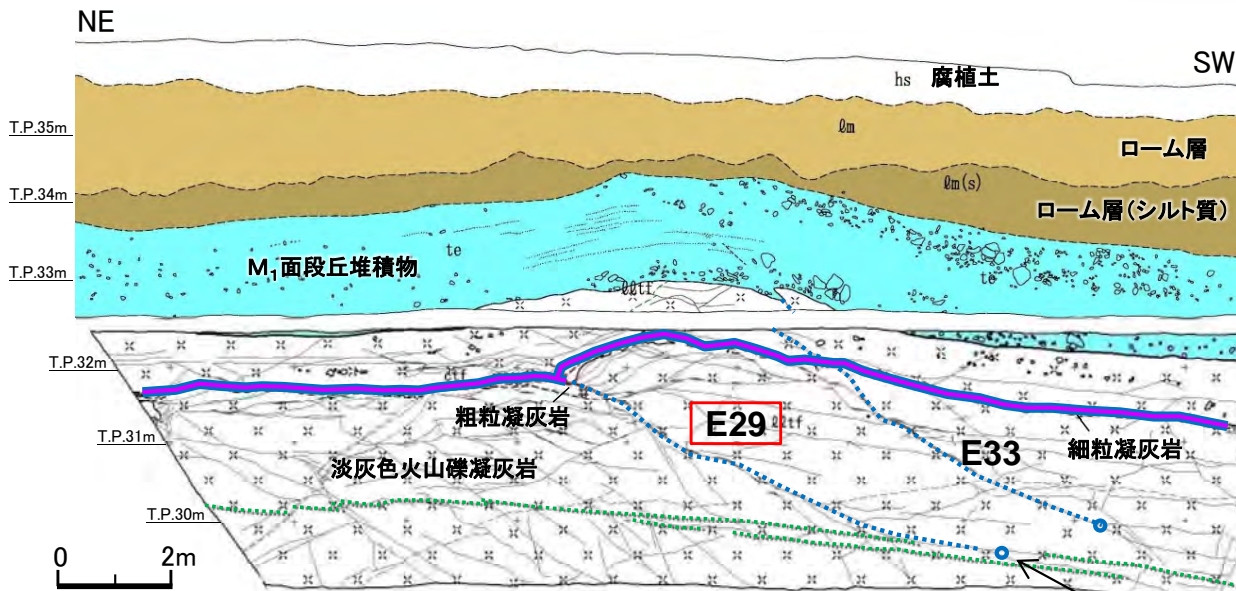 NE
SW
hs 腐植土
T.P.35m
ℓm
ローム層
T.P.34m
ℓm(s)
ローム層(シルト質)
te
M₁面段丘堆積物
te
T.P.33m
ℓℓtf
T.P.32m
ctf
粗粒凝灰岩
E29
ℓℓtf
細粒凝灰岩
T.P.31m
E33
淡灰色火山礫凝灰岩
T.P.30m
0 2m